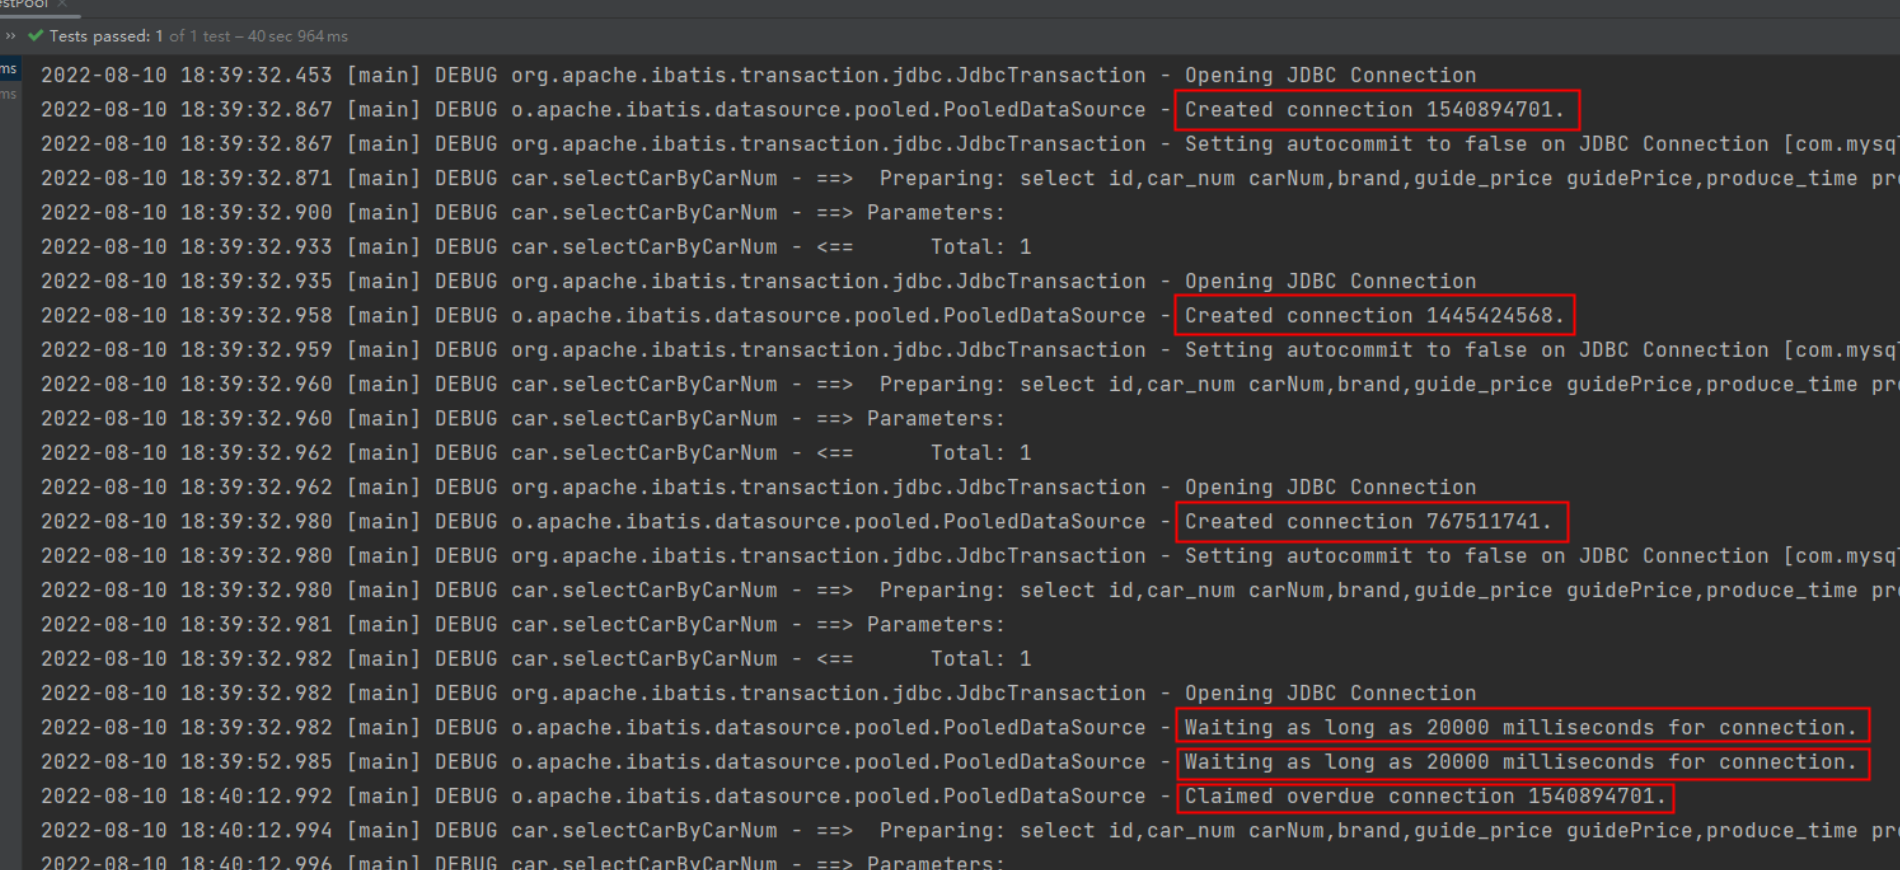 estPool ×
» ✔ Tests passed: 1 of 1 test – 40 sec 964 ms
ms
ms
2022-08-10 18:39:32.453 [main] DEBUG org.apache.ibatis.transaction.jdbc.JdbcTransaction - Opening JDBC Connection
2022-08-10 18:39:32.867 [main] DEBUG o.apache.ibatis.datasource.pooled.PooledDataSource - Created connection 1540894701.
2022-08-10 18:39:32.867 [main] DEBUG org.apache.ibatis.transaction.jdbc.JdbcTransaction - Setting autocommit to false on JDBC Connection [com.mysql
2022-08-10 18:39:32.871 [main] DEBUG car.selectCarByCarNum - ==>  Preparing: select id,car_num carNum,brand,guide_price guidePrice,produce_time pro
2022-08-10 18:39:32.900 [main] DEBUG car.selectCarByCarNum - ==> Parameters:
2022-08-10 18:39:32.933 [main] DEBUG car.selectCarByCarNum - <==      Total: 1
2022-08-10 18:39:32.935 [main] DEBUG org.apache.ibatis.transaction.jdbc.JdbcTransaction - Opening JDBC Connection
2022-08-10 18:39:32.958 [main] DEBUG o.apache.ibatis.datasource.pooled.PooledDataSource - Created connection 1445424568.
2022-08-10 18:39:32.959 [main] DEBUG org.apache.ibatis.transaction.jdbc.JdbcTransaction - Setting autocommit to false on JDBC Connection [com.mysql
2022-08-10 18:39:32.960 [main] DEBUG car.selectCarByCarNum - ==>  Preparing: select id,car_num carNum,brand,guide_price guidePrice,produce_time pro
2022-08-10 18:39:32.960 [main] DEBUG car.selectCarByCarNum - ==> Parameters:
2022-08-10 18:39:32.962 [main] DEBUG car.selectCarByCarNum - <==      Total: 1
2022-08-10 18:39:32.962 [main] DEBUG org.apache.ibatis.transaction.jdbc.JdbcTransaction - Opening JDBC Connection
2022-08-10 18:39:32.980 [main] DEBUG o.apache.ibatis.datasource.pooled.PooledDataSource - Created connection 767511741.
2022-08-10 18:39:32.980 [main] DEBUG org.apache.ibatis.transaction.jdbc.JdbcTransaction - Setting autocommit to false on JDBC Connection [com.mysql
2022-08-10 18:39:32.980 [main] DEBUG car.selectCarByCarNum - ==>  Preparing: select id,car_num carNum,brand,guide_price guidePrice,produce_time pro
2022-08-10 18:39:32.981 [main] DEBUG car.selectCarByCarNum - ==> Parameters:
2022-08-10 18:39:32.982 [main] DEBUG car.selectCarByCarNum - <==      Total: 1
2022-08-10 18:39:32.982 [main] DEBUG org.apache.ibatis.transaction.jdbc.JdbcTransaction - Opening JDBC Connection
2022-08-10 18:39:32.982 [main] DEBUG o.apache.ibatis.datasource.pooled.PooledDataSource - Waiting as long as 20000 milliseconds for connection.
2022-08-10 18:39:52.985 [main] DEBUG o.apache.ibatis.datasource.pooled.PooledDataSource - Waiting as long as 20000 milliseconds for connection.
2022-08-10 18:40:12.992 [main] DEBUG o.apache.ibatis.datasource.pooled.PooledDataSource - Claimed overdue connection 1540894701.
2022-08-10 18:40:12.994 [main] DEBUG car.selectCarByCarNum - ==>  Preparing: select id,car_num carNum,brand,guide_price guidePrice,produce_time pro
2022-08-10 18:40:12.996 [main] DEBUG car.selectCarByCarNum - ==> Parameters: